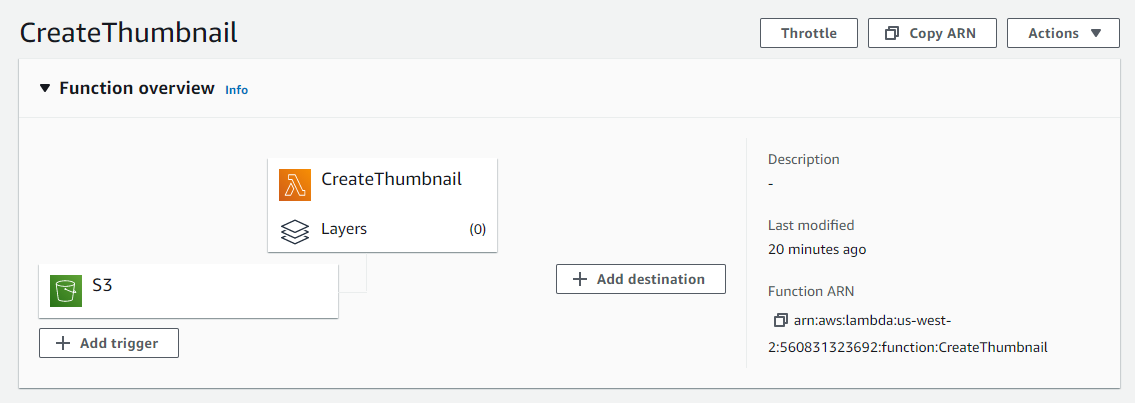 CreateThumbnail
Throttle
Copy ARN
Actions
Function overview Info
CreateThumbnail
Layers (0)
S3
Add trigger
Add destination
Description
-
Last modified
20 minutes ago
Function ARN
arn:aws:lambda:us-west-
2:560831323692:function:CreateThumbnail